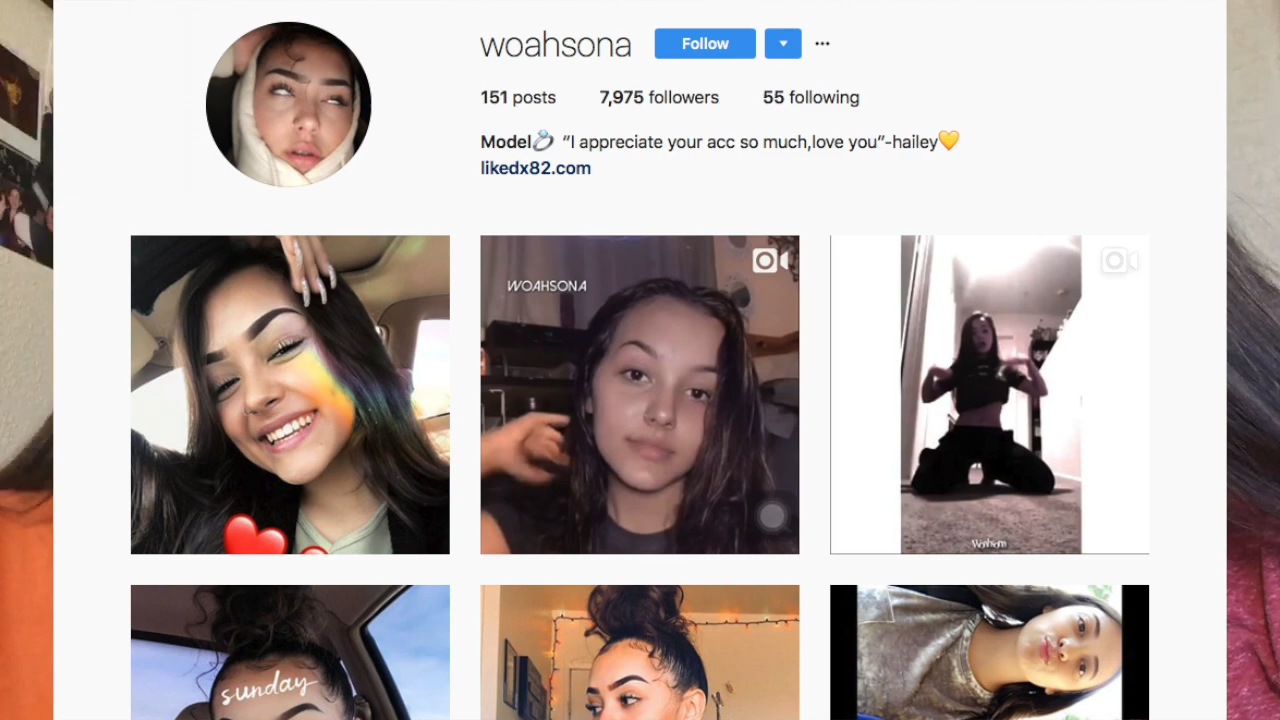 woahsona Follow
151 posts 7,975 followers 55 following
Model💍 “I appreciate your acc so much,love you”-hailey💛
likedx82.com
WOAHSONA
sunday